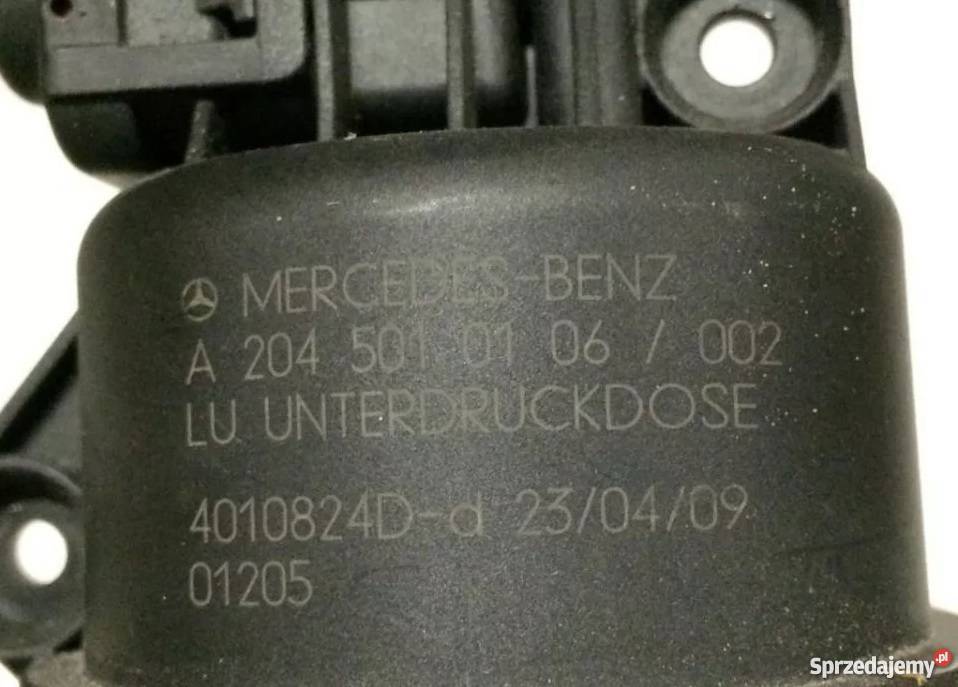 MERCEDES-BENZ
A 204 501 01 06 / 002
LU UNTERDRUCKDOSE
4010824D-d 23/04/09
01205
Sprzedajemy.pl